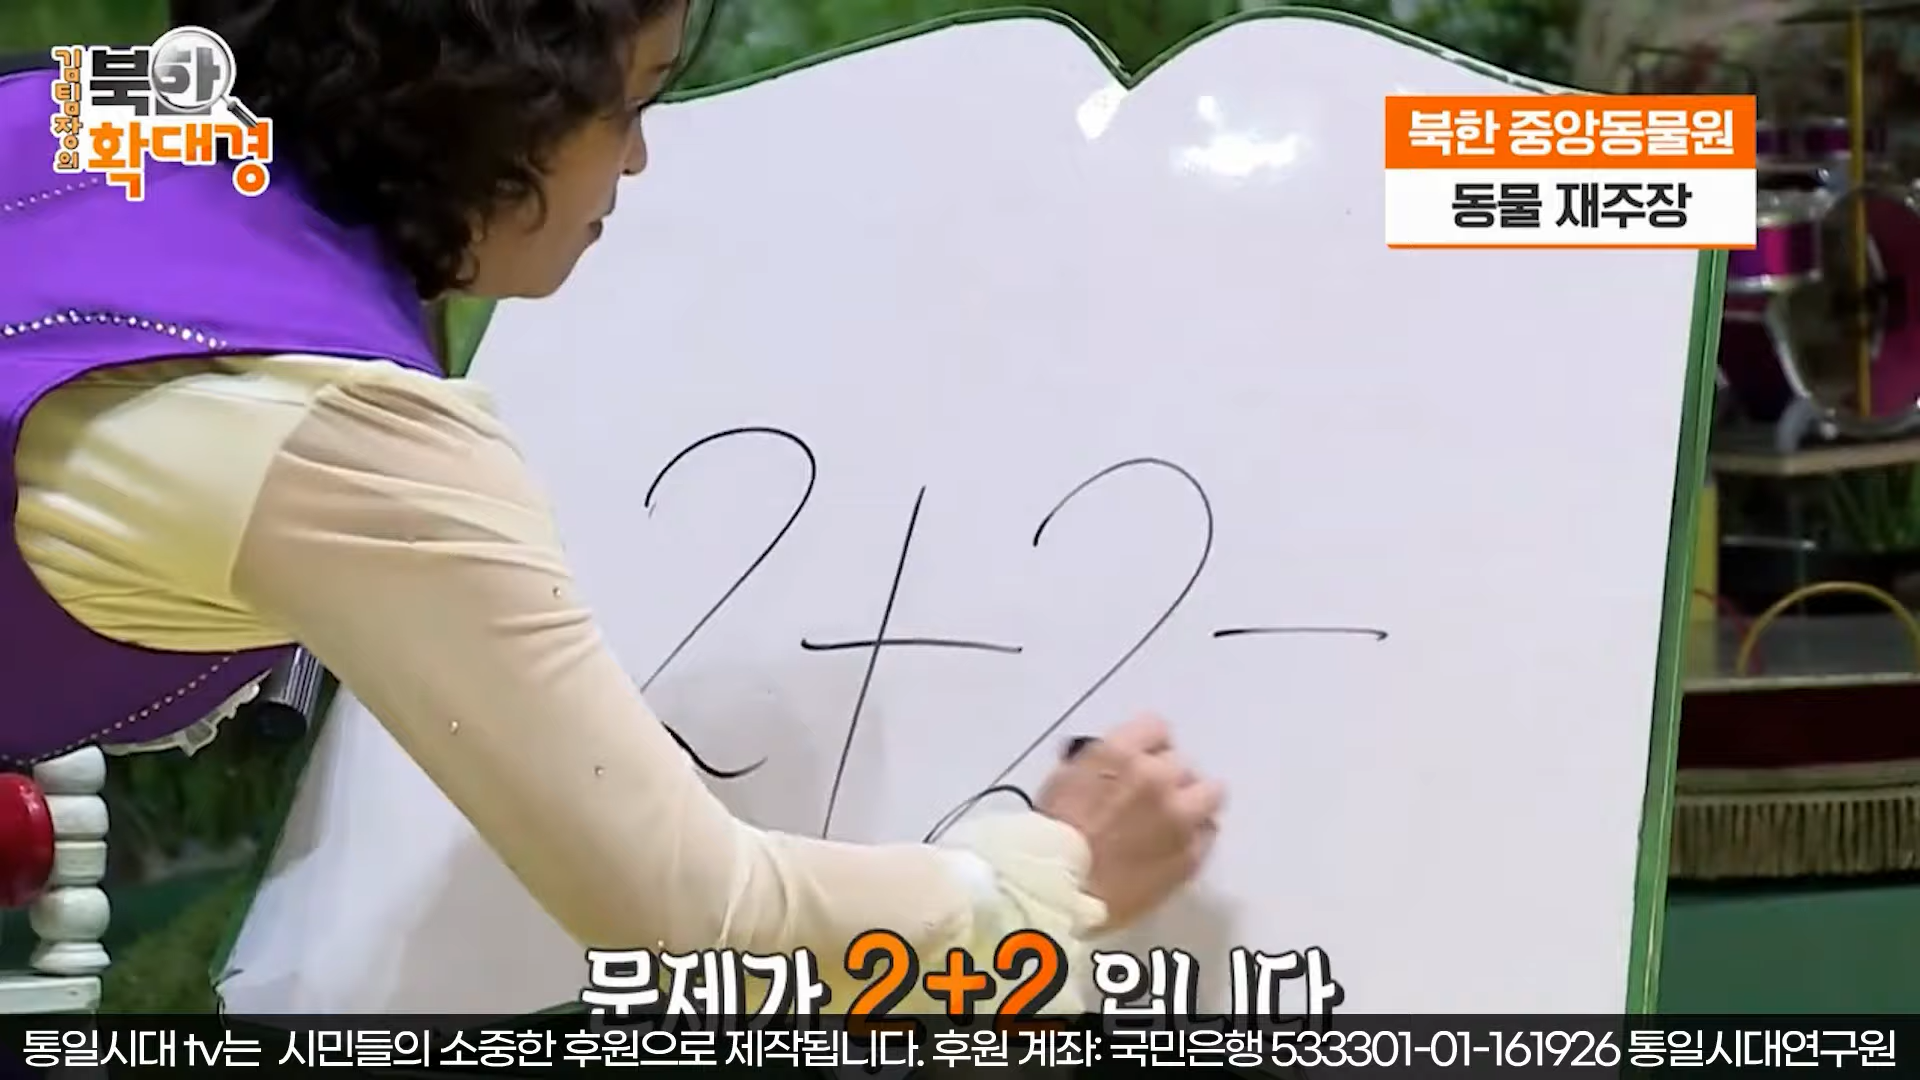 김팀장의
북한
확대경
북한 중앙동물원
동물 재주장
2+2-
문제가 2+2 입니다
통일시대 tv는 시민들의 소중한 후원으로 제작됩니다. 후원 계좌: 국민은행 533301-01-161926 통일시대연구원